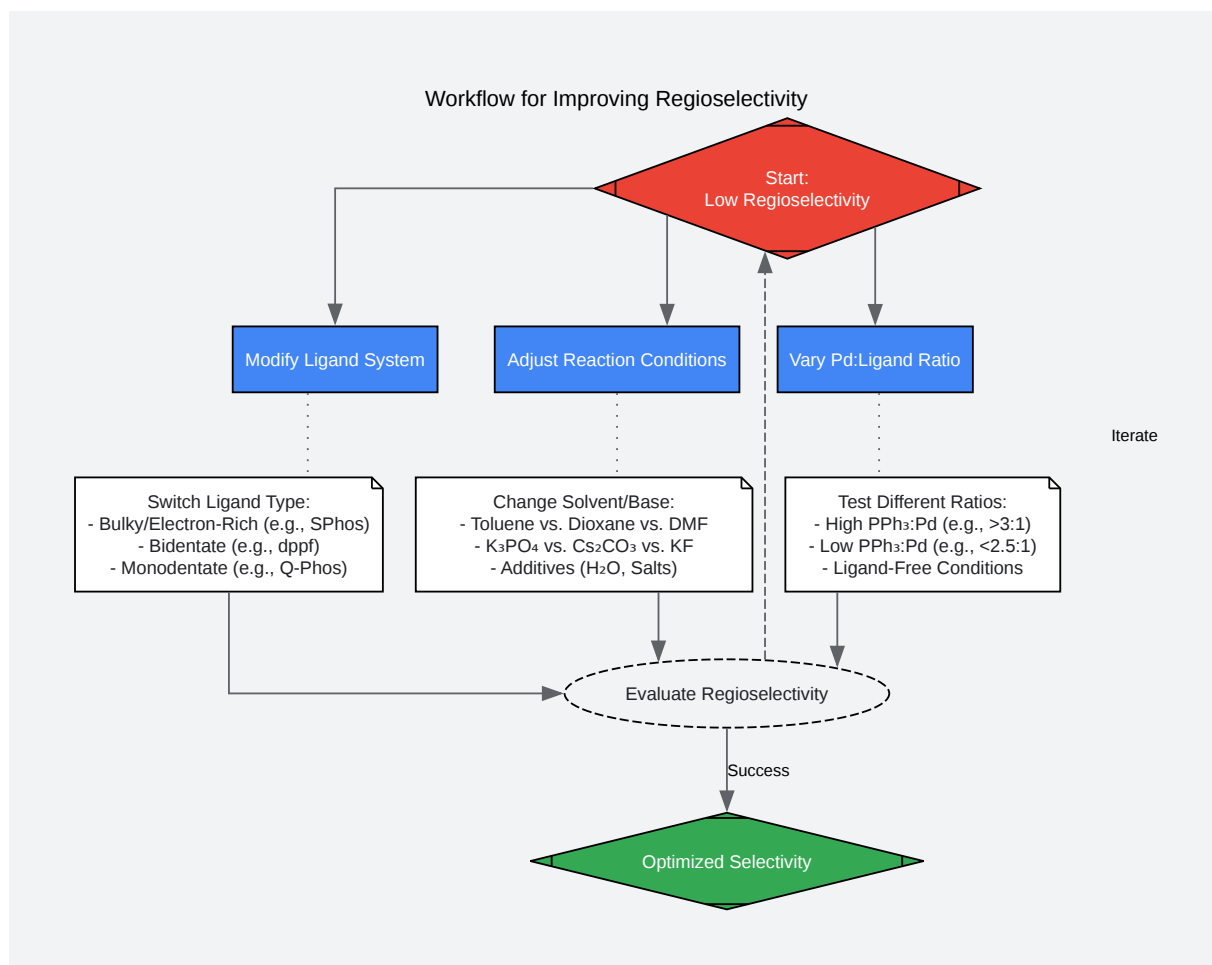 Workflow for Improving Regioselectivity
Start:
Low Regioselectivity
Modify Ligand System
Adjust Reaction Conditions
Vary Pd:Ligand Ratio
Iterate
Switch Ligand Type:
- Bulky/Electron-Rich (e.g., SPhos)
- Bidentate (e.g., dppf)
- Monodentate (e.g., Q-Phos)
Change Solvent/Base:
- Toluene vs. Dioxane vs. DMF
- K₃PO₄ vs. Cs₂CO₃ vs. KF
- Additives (H₂O, Salts)
Test Different Ratios:
- High PPh₃:Pd (e.g., >3:1)
- Low PPh₃:Pd (e.g., <2.5:1)
- Ligand-Free Conditions
Evaluate Regioselectivity
Success
Optimized Selectivity